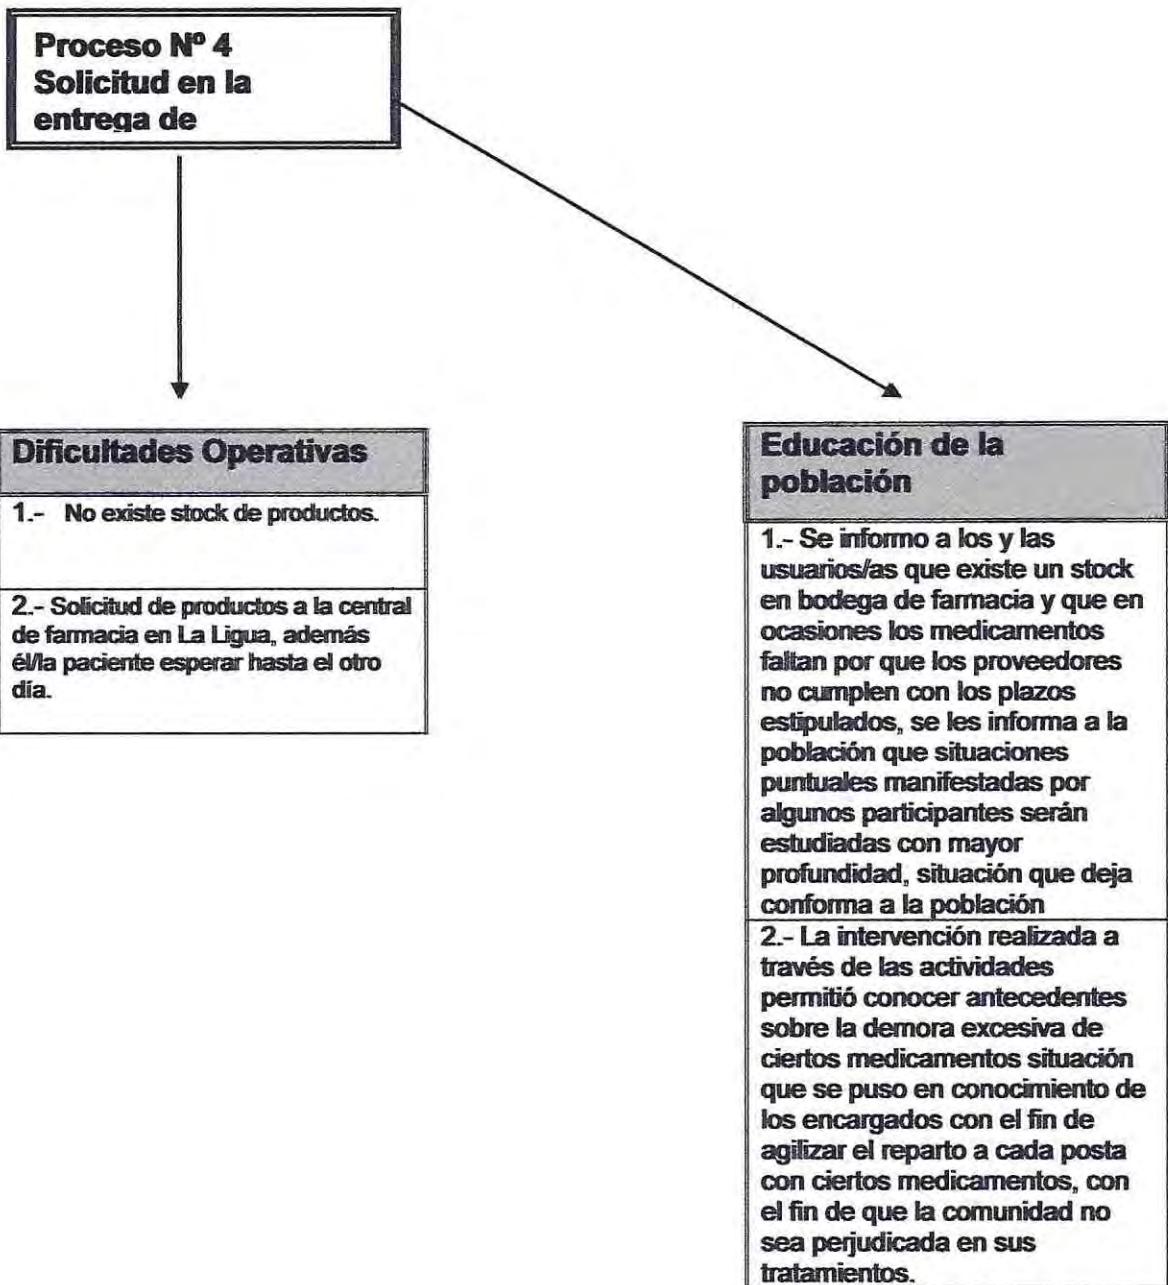 Proceso Nº 4
Solicitud en la
entrega de
Dificultades Operativas
1.- No existe stock de productos.
2.- Solicitud de productos a la central
de farmacia en La Ligua, además
él/la paciente esperar hasta el otro
día.
Educación de la
población
1.- Se informo a los y las
usuarios/as que existe un stock
en bodega de farmacia y que en
ocasiones los medicamentos
faltan por que los proveedores
no cumplen con los plazos
estipulados, se les informa a la
población que situaciones
puntuales manifestadas por
algunos participantes serán
estudiadas con mayor
profundidad, situación que deja
conforma a la población
2.- La intervención realizada a
través de las actividades
permitió conocer antecedentes
sobre la demora excesiva de
ciertos medicamentos situación
que se puso en conocimiento de
los encargados con el fin de
agilizar el reparto a cada posta
con ciertos medicamentos, con
el fin de que la comunidad no
sea perjudicada en sus
tratamientos.